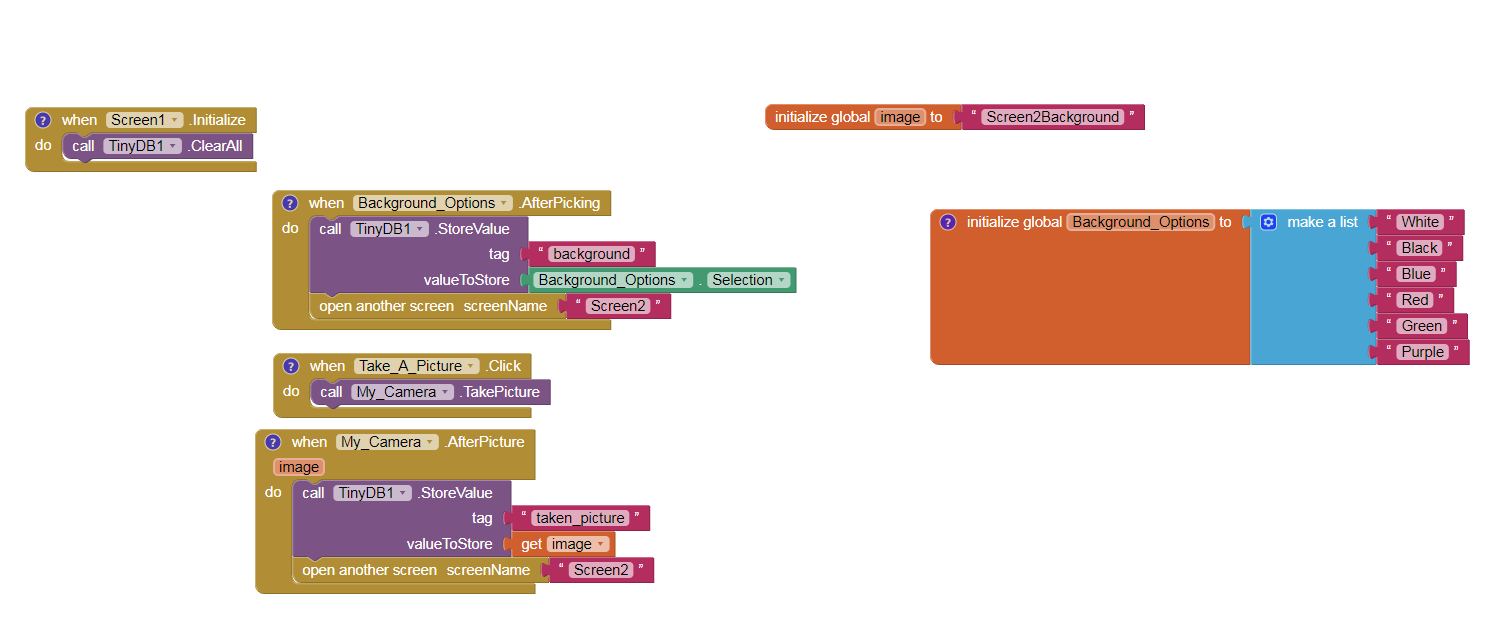 ? when Screen1 .Initialize
do call TinyDB1 .ClearAll
initialize global image to " Screen2Background "
? when Background_Options .AfterPicking
do call TinyDB1 .StoreValue
tag " background "
valueToStore Background_Options . Selection
open another screen screenName " Screen2 "
? initialize global Background_Options to make a list " White "
" Black "
" Blue "
" Red "
" Green "
" Purple "
? when Take_A_Picture .Click
do call My_Camera .TakePicture
? when My_Camera .AfterPicture
image
do call TinyDB1 .StoreValue
tag " taken_picture "
valueToStore get image
open another screen screenName " Screen2 "